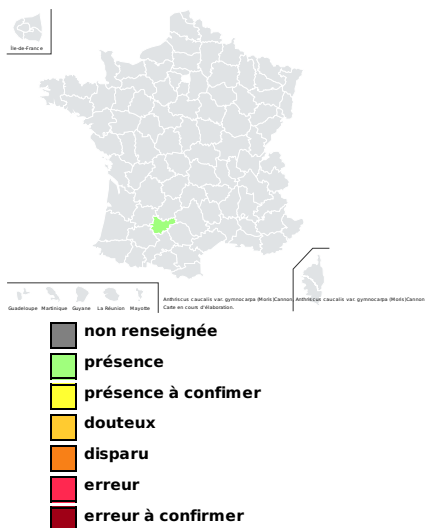 Île-de-France
Guadeloupe Martinique Guyane La Réunion Mayotte
Anthriscus caucalis var. gymnocarpa (Moris)Cannon Anthriscus caucalis var. gymnocarpa (Moris)Cannon
Carte en cours d'élaboration.
non renseignée
présence
présence à confimer
douteux
disparu
erreur
erreur à confirmer